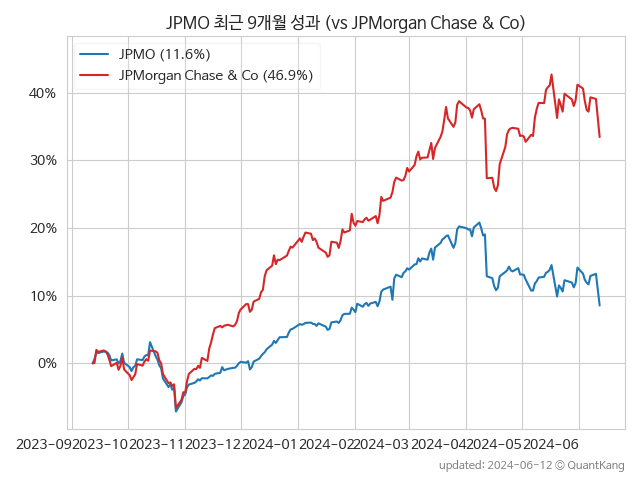 JPMO 최근 9개월 성과 (vs JPMorgan Chase & Co)
JPMO (11.6%)
JPMorgan Chase & Co (46.9%)
40%
30%
20%
10%
0%
2023-09 2023-10 2023-11 2023-12 2024-01 2024-02 2024-03 2024-04 2024-05 2024-06
updated: 2024-06-12 © QuantKang